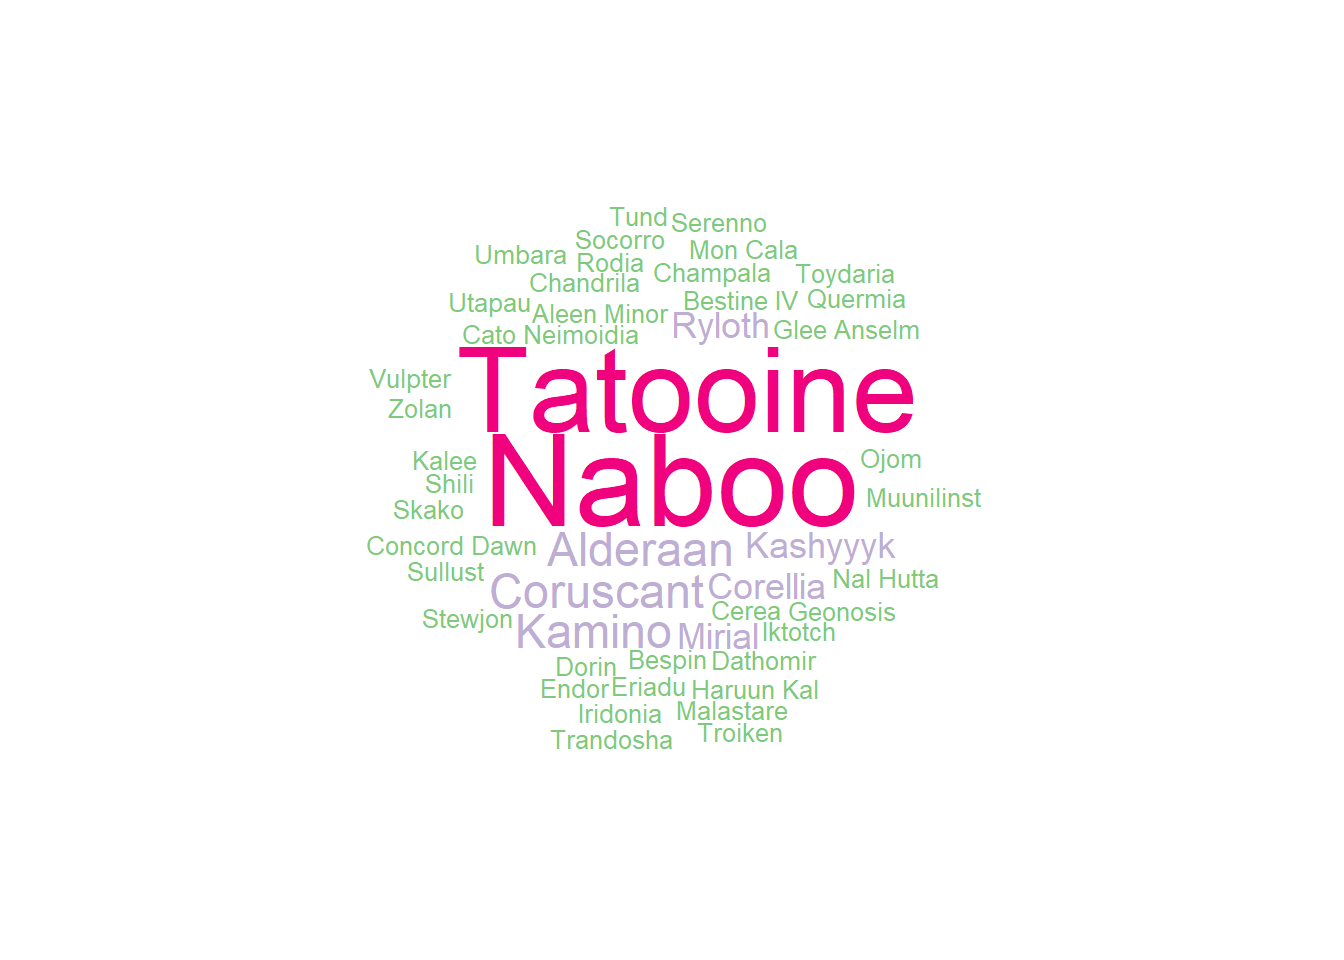 Tund
Serenno
Socorro
Mon Cala
Umbara
Rodia
Champala
Toydaria
Chandrila
Utapau
Bestine IV
Quermia
Aleen Minor
Ryloth
Glee Anselm
Cato Neimoidia
Vulpter
Tatooine
Zolan
Kalee
Naboo
Ojom
Shili
Muunilinst
Skako
Concord Dawn
Alderaan
Kashyyyk
Sullust
Coruscant
Corellia
Nal Hutta
Stewjon
Cerea
Geonosis
Kamino
Mirial
Iktotch
Dorin
Bespin
Dathomir
Endor
Eriadu
Haruun Kal
Iridonia
Malastare
Trandosha
Troiken